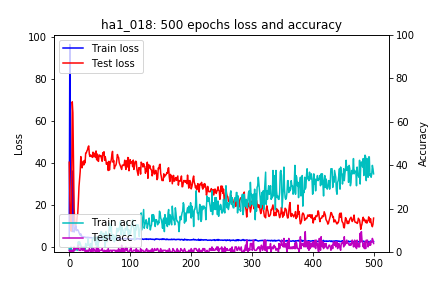 ha1_018: 500 epochs loss and accuracy
Train loss
Test loss
Train acc
Test acc
Loss
Accuracy
100
80
60
40
20
0
100
80
60
40
20
0
0 100 200 300 400 500